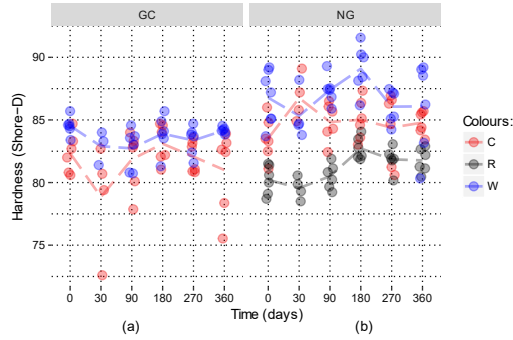 GC NG
Hardness (Shore−D)
90
85
80
75
0 30 90 180 270 360 0 30 90 180 270 360
Time (days)
(a) (b)
Colours:
C
R
W